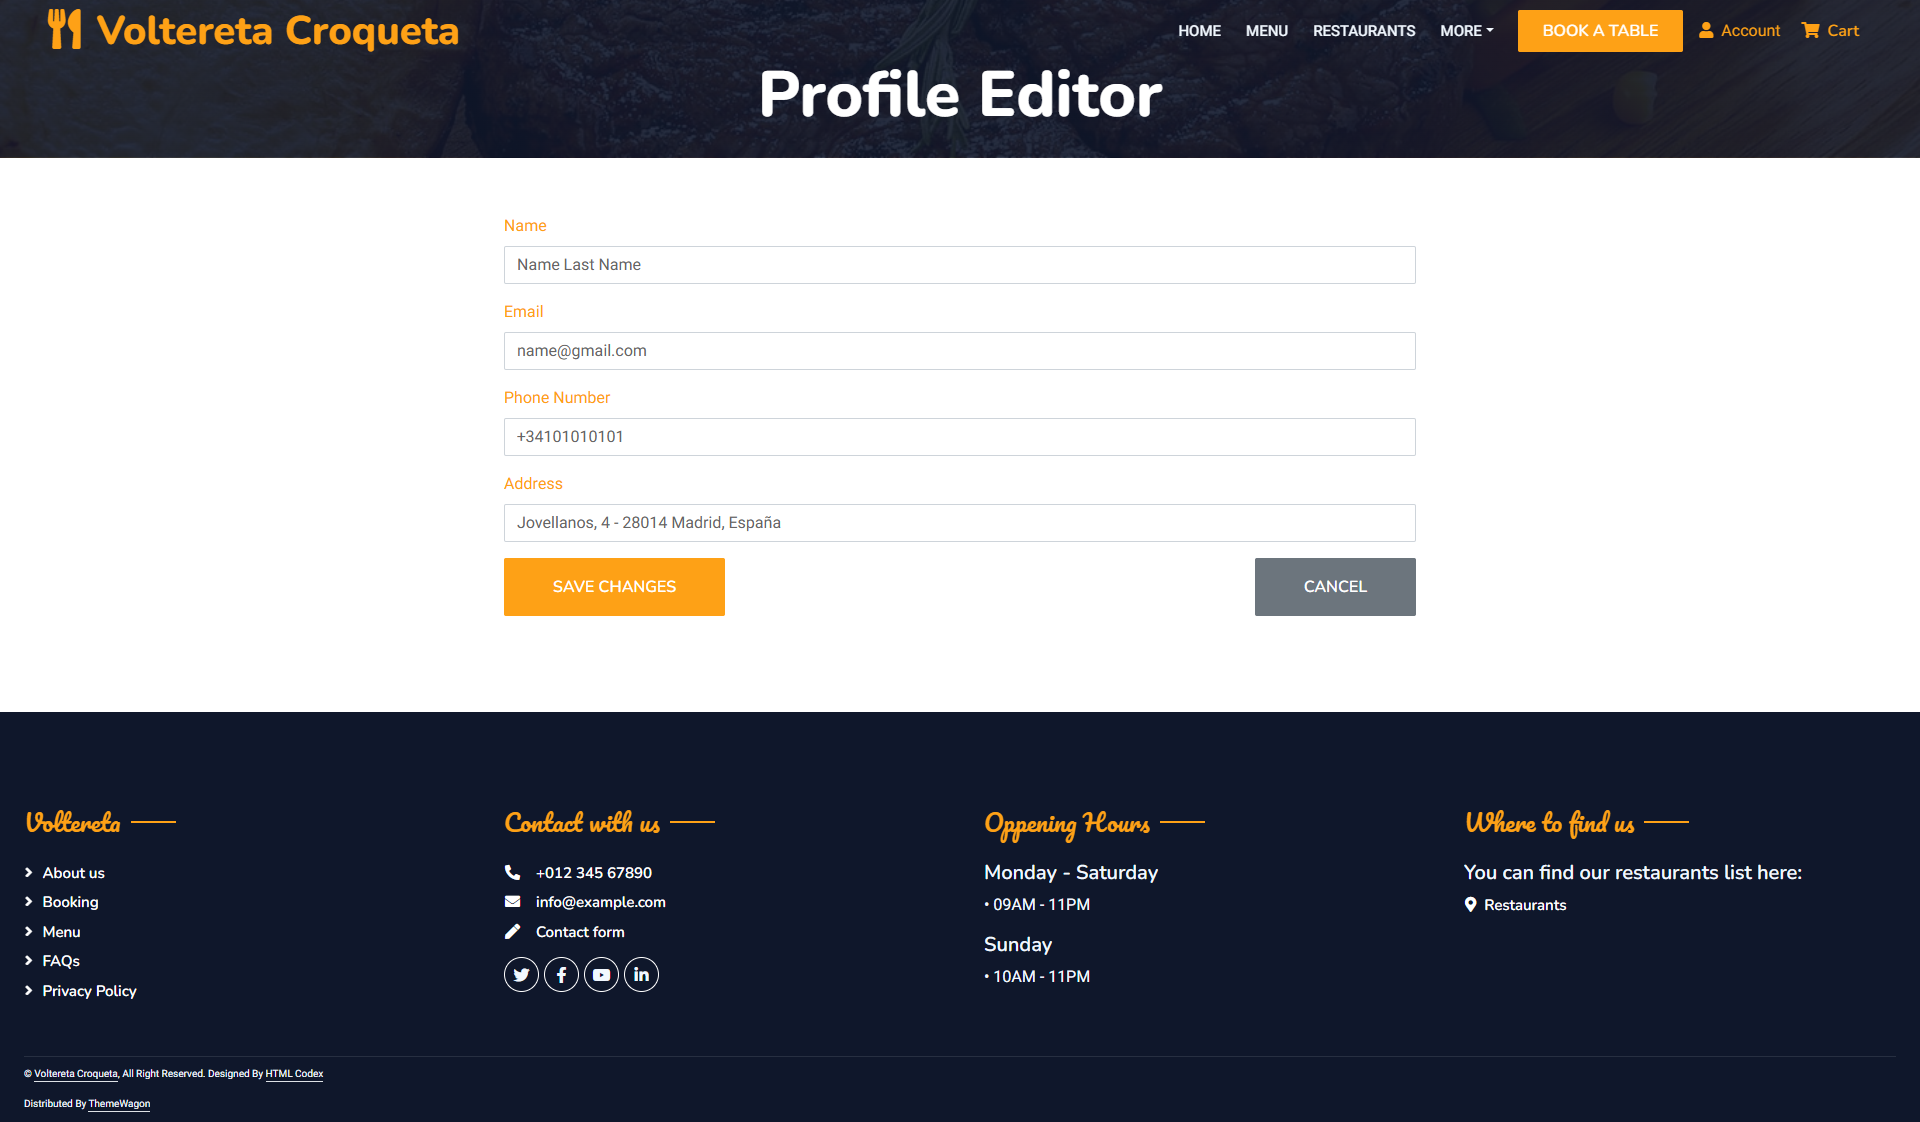 Voltereta Croqueta
HOME MENU RESTAURANTS MORE BOOK A TABLE Account Cart
Profile Editor
Name
Name Last Name
Email
name@gmail.com
Phone Number
+34101010101
Address
Jovellanos, 4 - 28014 Madrid, España
SAVE CHANGES CANCEL
Voltereta
About us
Booking
Menu
FAQs
Privacy Policy
Contact with us
+012 345 67890
info@example.com
Contact form
Oppening Hours
Monday - Saturday
• 09AM - 11PM
Sunday
• 10AM - 11PM
Where to find us
You can find our restaurants list here:
Restaurants
© Voltereta Croqueta, All Right Reserved. Designed By HTML Codex
Distributed By ThemeWagon